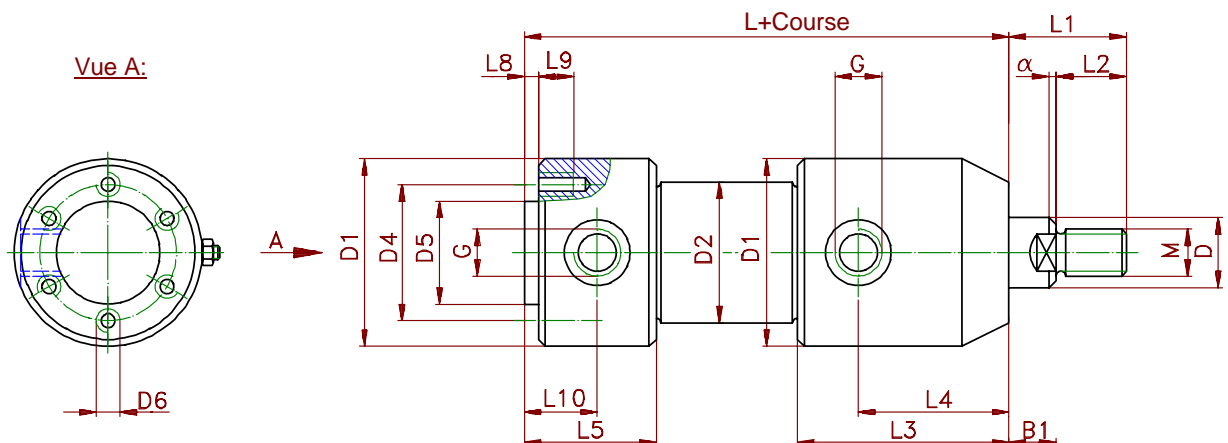 L+Course
L1
Vue A:
L8
L9
G
α
L2
A
D1
D4
D5
G
D2
D1
M
D
D6
L10
L4
L5
L3
B1